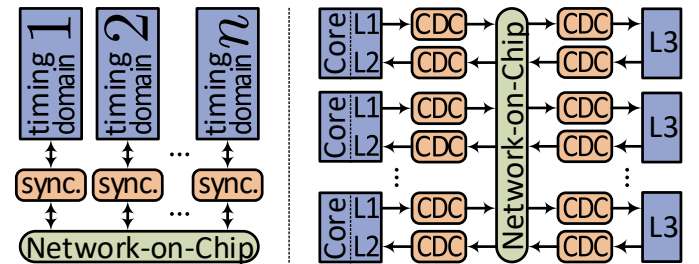 timing domain 1
timing domain 2
timing domain n
...
sync.
sync.
sync.
...
Network-on-Chip
Core L1 L2
CDC
CDC
CDC
CDC
L3
Core L1 L2
CDC
CDC
CDC
CDC
L3
...
...
Core L1 L2
CDC
CDC
CDC
CDC
L3
Network-on-Chip